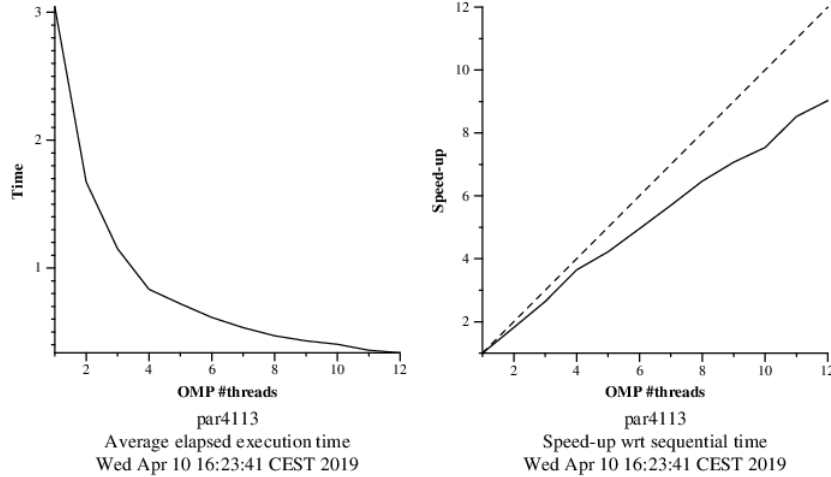 3
2
1
Time
2
4
6
8
10
12
OMP #threads
par4113
Average elapsed execution time
Wed Apr 10 16:23:41 CEST 2019
12
10
8
6
4
2
Speed-up
2
4
6
8
10
12
OMP #threads
par4113
Speed-up wrt sequential time
Wed Apr 10 16:23:41 CEST 2019